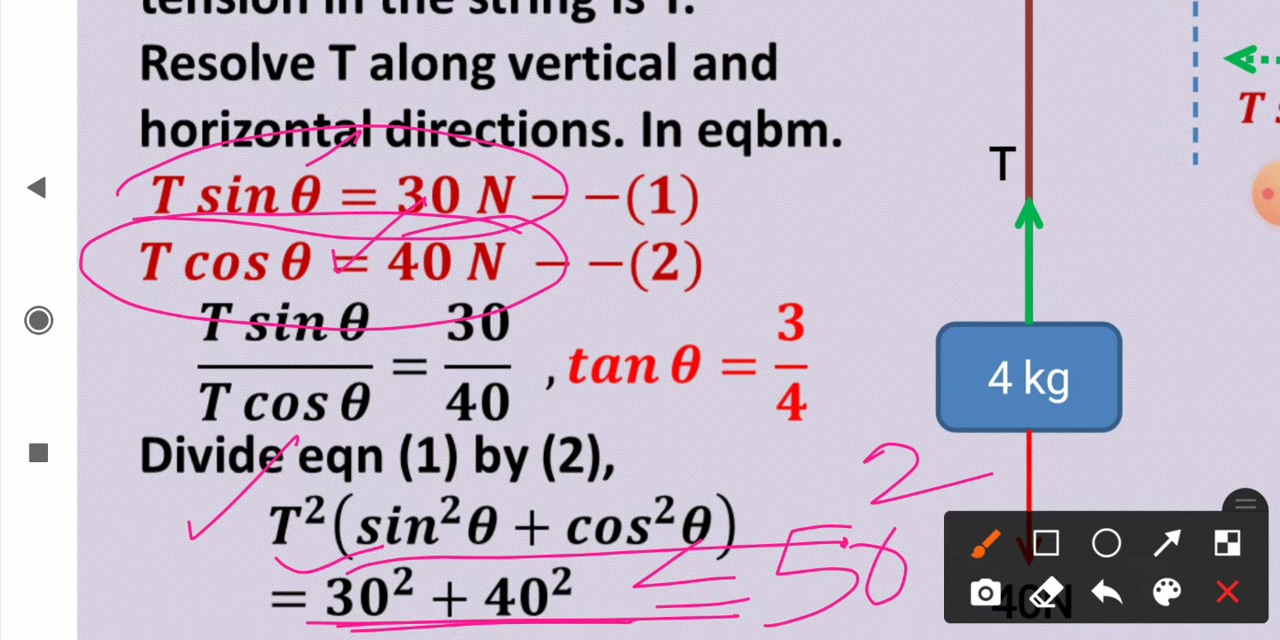 tension in the string is T.
Resolve T along vertical and
horizontal directions. In eqbm.
T sin θ = 30 N − −(1)
T cos θ = 40 N − −(2)
T sin θ / T cos θ = 30 / 40 , tan θ = 3 / 4
Divide eqn (1) by (2),
T²(sin²θ + cos²θ)
= 30² + 40² = 50²
T
4 kg
40N
T